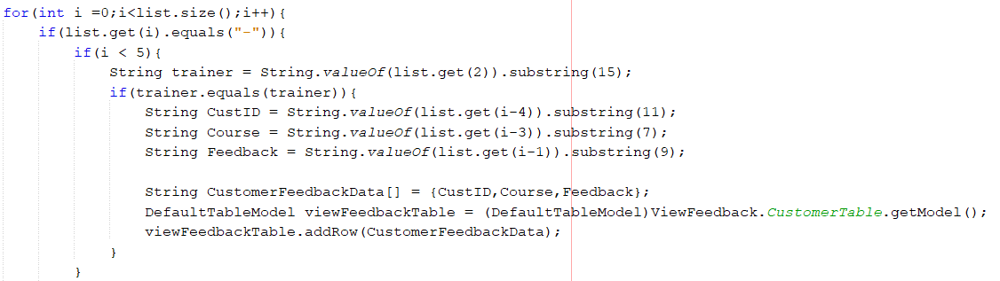 for(int i =0;i<list.size();i++){
    if(list.get(i).equals("-")){
        if(i < 5){
            String trainer = String.valueOf(list.get(2)).substring(15);
            if(trainer.equals(trainer)){
                String CustID = String.valueOf(list.get(i-4)).substring(11);
                String Course = String.valueOf(list.get(i-3)).substring(7);
                String Feedback = String.valueOf(list.get(i-1)).substring(9);

                String CustomerFeedbackData[] = {CustID,Course,Feedback};
                DefaultTableModel viewFeedbackTable = (DefaultTableModel)ViewFeedback.CustomerTable.getModel();
                viewFeedbackTable.addRow(CustomerFeedbackData);
            }
        }